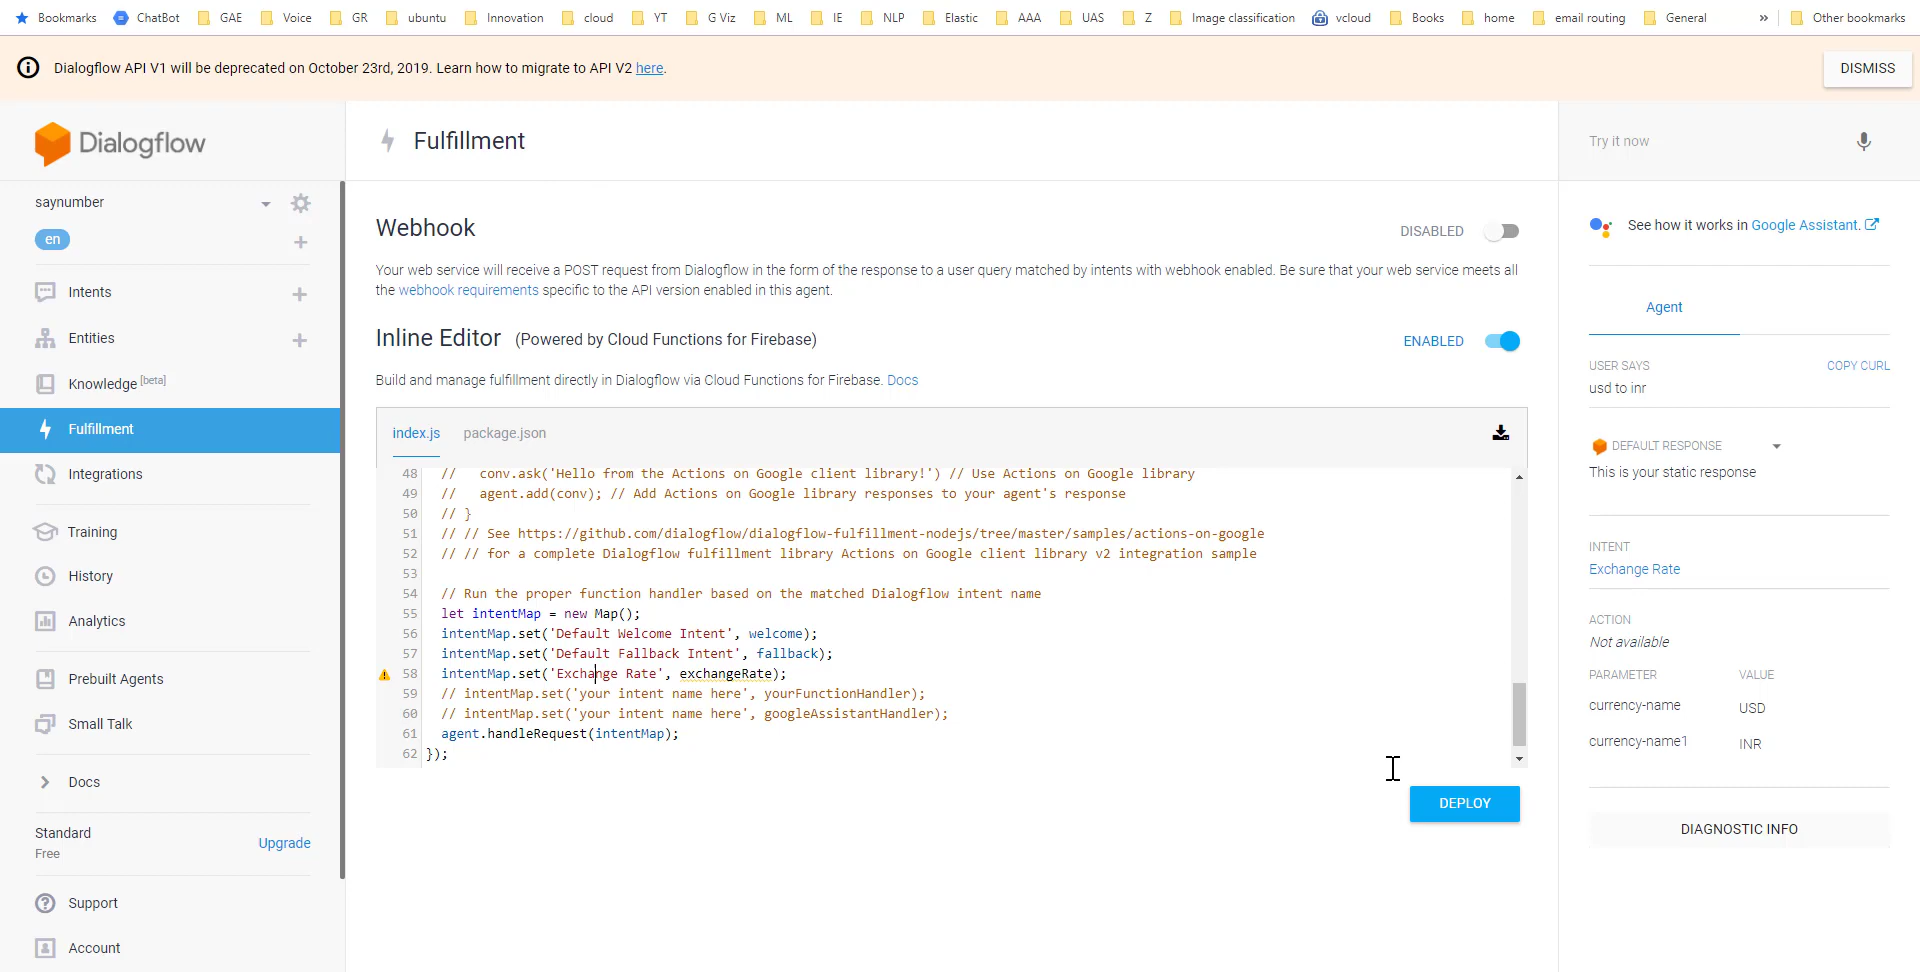 Bookmarks ChatBot GAE Voice GR ubuntu Innovation cloud YT G Viz ML IE NLP Elastic AAA UAS Z Image classification vcloud Books home email routing General » Other bookmarks
Dialogflow API V1 will be deprecated on October 23rd, 2019. Learn how to migrate to API V2 here.
DISMISS
Dialogflow
saynumber
en
Intents
Entities
Knowledge [beta]
Fulfillment
Integrations
Training
History
Analytics
Prebuilt Agents
Small Talk
Docs
Standard
Free
Upgrade
Support
Account
Fulfillment
Webhook
DISABLED
Your web service will receive a POST request from Dialogflow in the form of the response to a user query matched by intents with webhook enabled. Be sure that your web service meets all
the webhook requirements specific to the API version enabled in this agent.
Inline Editor (Powered by Cloud Functions for Firebase)
ENABLED
Build and manage fulfillment directly in Dialogflow via Cloud Functions for Firebase. Docs
index.js package.json
48 //   conv.ask('Hello from the Actions on Google client library!') // Use Actions on Google library
49 //   agent.add(conv); // Add Actions on Google library responses to your agent's response
50 // }
51 // // See https://github.com/dialogflow/dialogflow-fulfillment-nodejs/tree/master/samples/actions-on-google
52 // // for a complete Dialogflow fulfillment library Actions on Google client library v2 integration sample
53
54 // Run the proper function handler based on the matched Dialogflow intent name
55 let intentMap = new Map();
56 intentMap.set('Default Welcome Intent', welcome);
57 intentMap.set('Default Fallback Intent', fallback);
58 intentMap.set('Exchange Rate', exchangeRate);
59 // intentMap.set('your intent name here', yourFunctionHandler);
60 // intentMap.set('your intent name here', googleAssistantHandler);
61 agent.handleRequest(intentMap);
62 });
DEPLOY
Try it now
See how it works in Google Assistant.
Agent
USER SAYS
COPY CURL
usd to inr
DEFAULT RESPONSE
This is your static response
INTENT
Exchange Rate
ACTION
Not available
PARAMETER VALUE
currency-name USD
currency-name1 INR
DIAGNOSTIC INFO